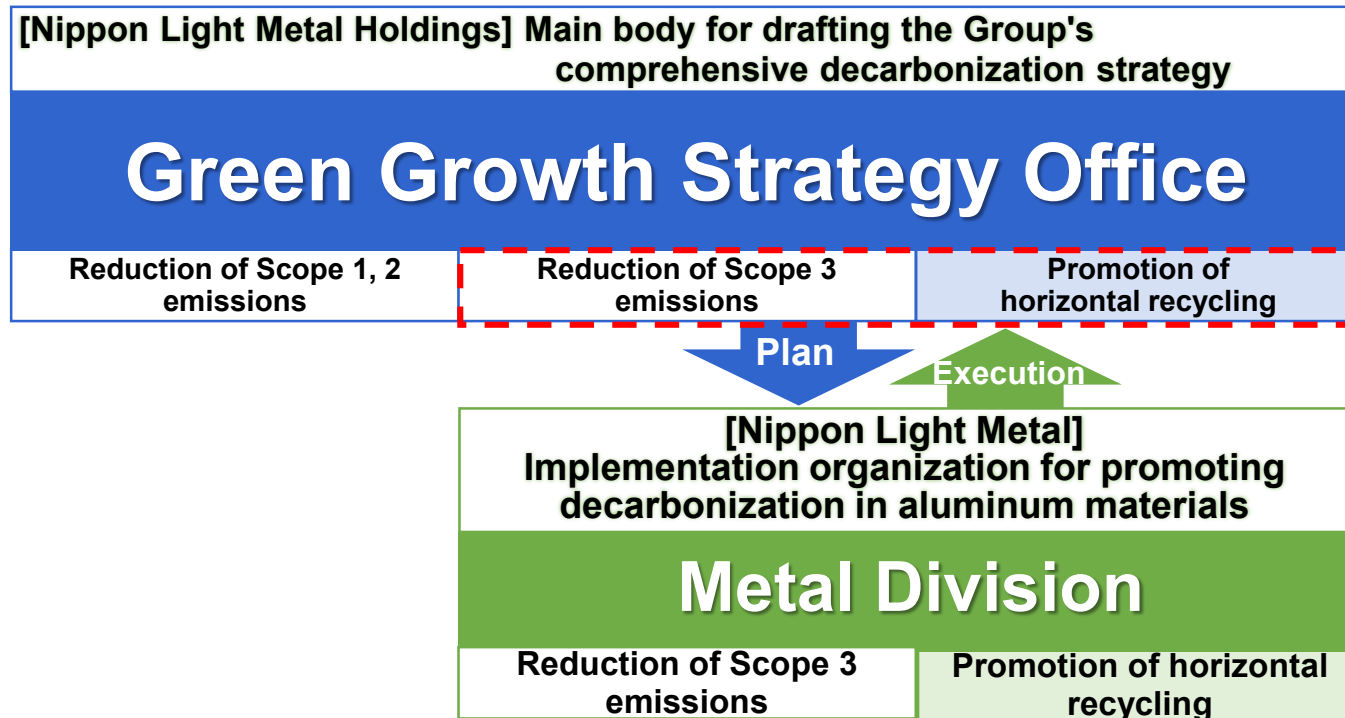 [Nippon Light Metal Holdings] Main body for drafting the Group's
comprehensive decarbonization strategy
Green Growth Strategy Office
Reduction of Scope 1, 2
emissions
Reduction of Scope 3
emissions
Promotion of
horizontal recycling
Plan
Execution
[Nippon Light Metal]
Implementation organization for promoting
decarbonization in aluminum materials
Metal Division
Reduction of Scope 3
emissions
Promotion of horizontal
recycling